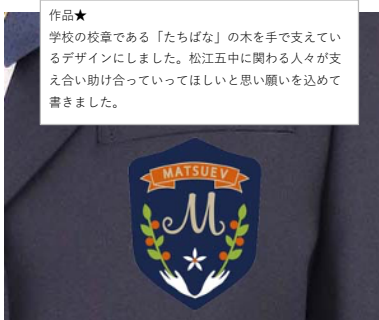 作品★
学校の校章である「たちばな」の木を手で支えてい
るデザインにしました。松江五中に関わる人々が支
え合い助け合っていってほしいと思い願いを込めて
書きました。
MATSUEV
M